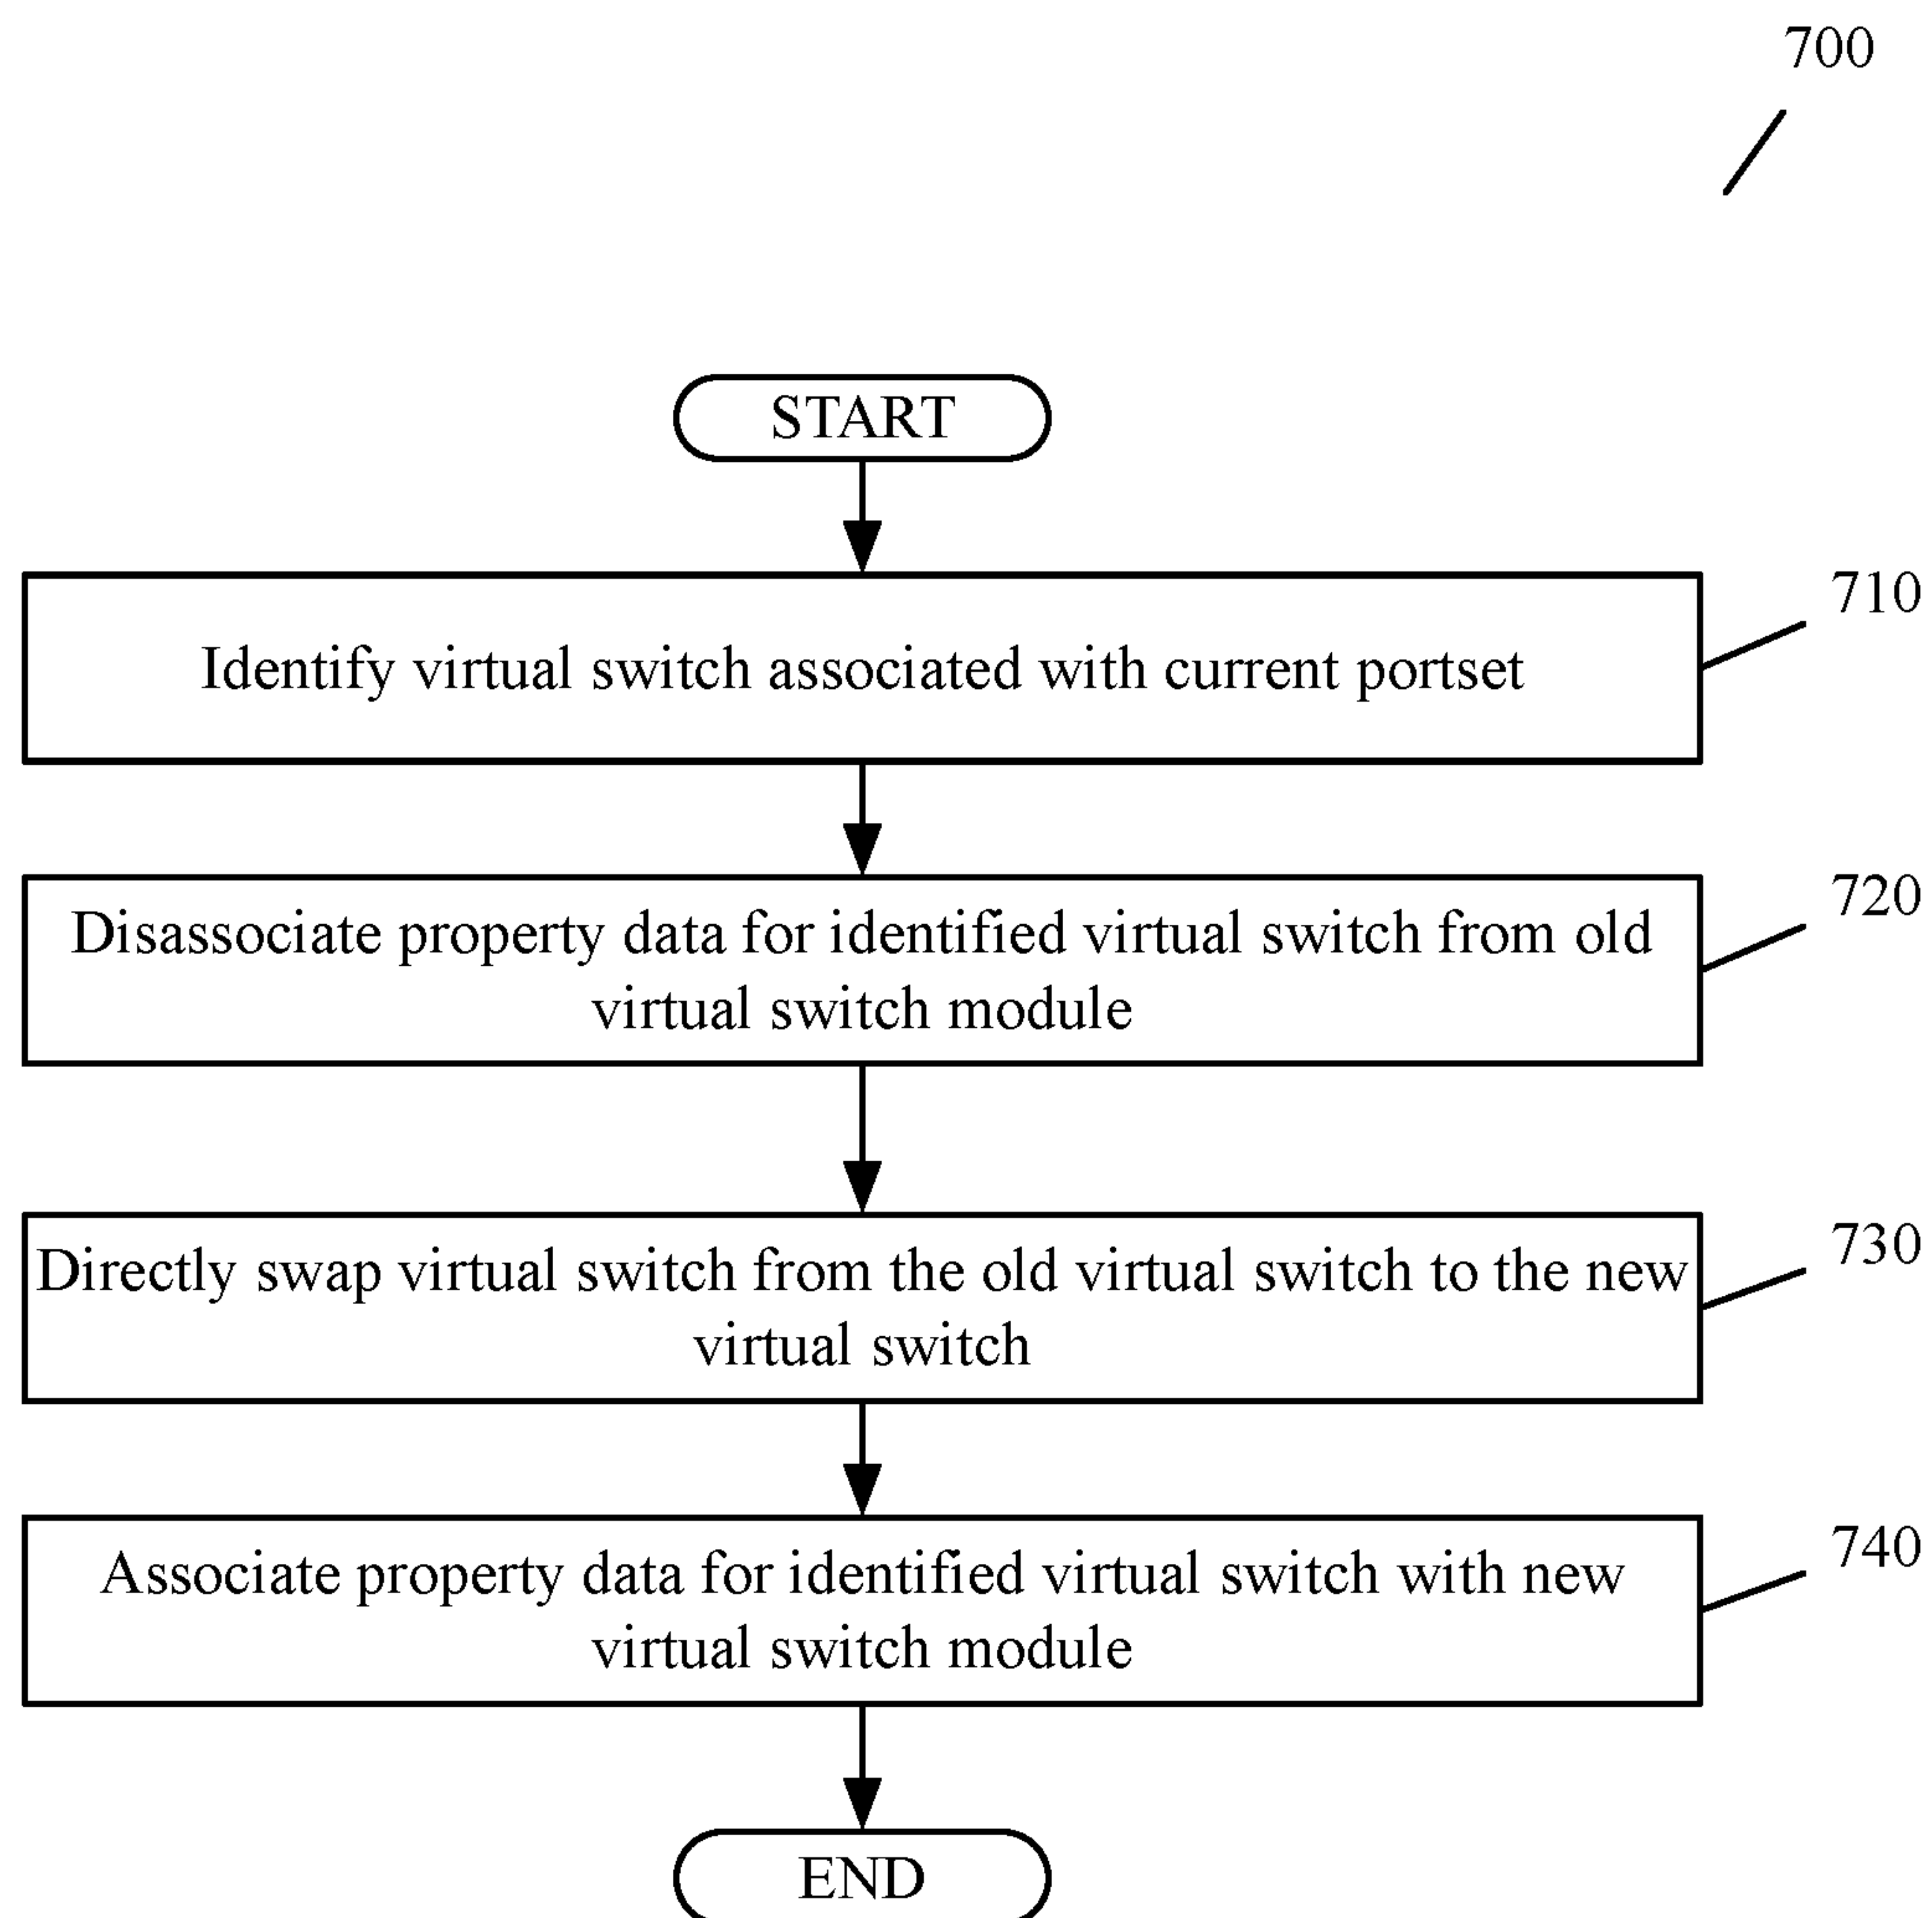 700
START
710
Identify virtual switch associated with current portset
720
Disassociate property data for identified virtual switch from old
virtual switch module
730
Directly swap virtual switch from the old virtual switch to the new
virtual switch
740
Associate property data for identified virtual switch with new
virtual switch module
END